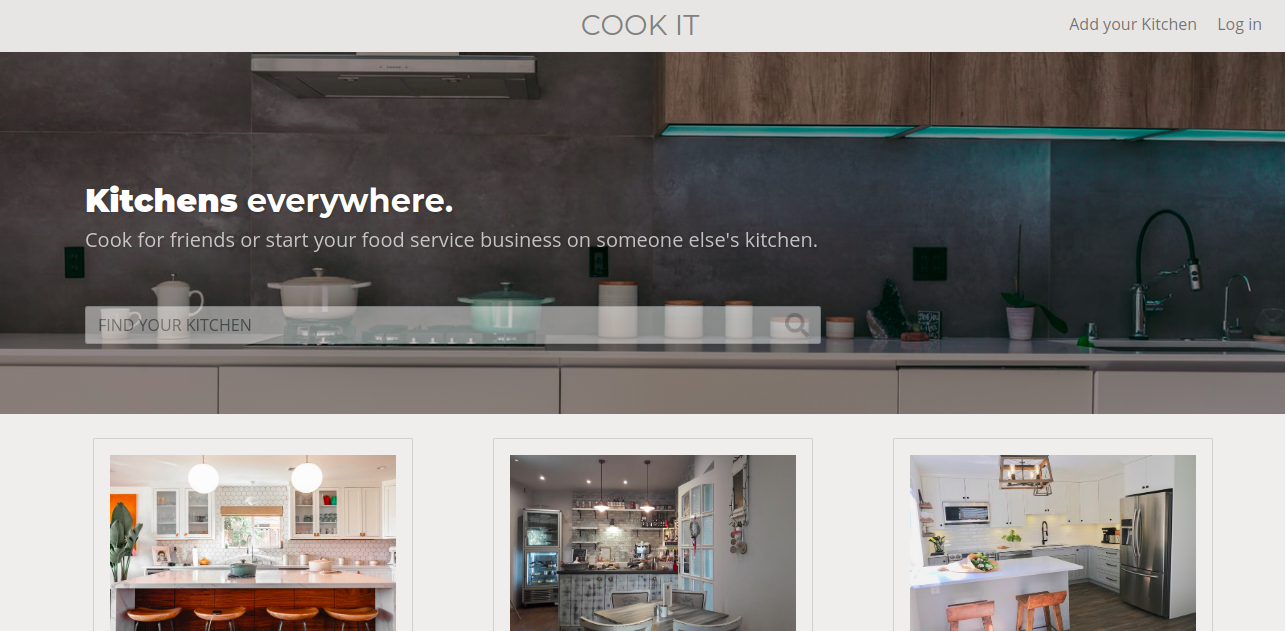 COOK IT
Add your Kitchen
Log in
Kitchens everywhere.
Cook for friends or start your food service business on someone else's kitchen.
FIND YOUR KITCHEN